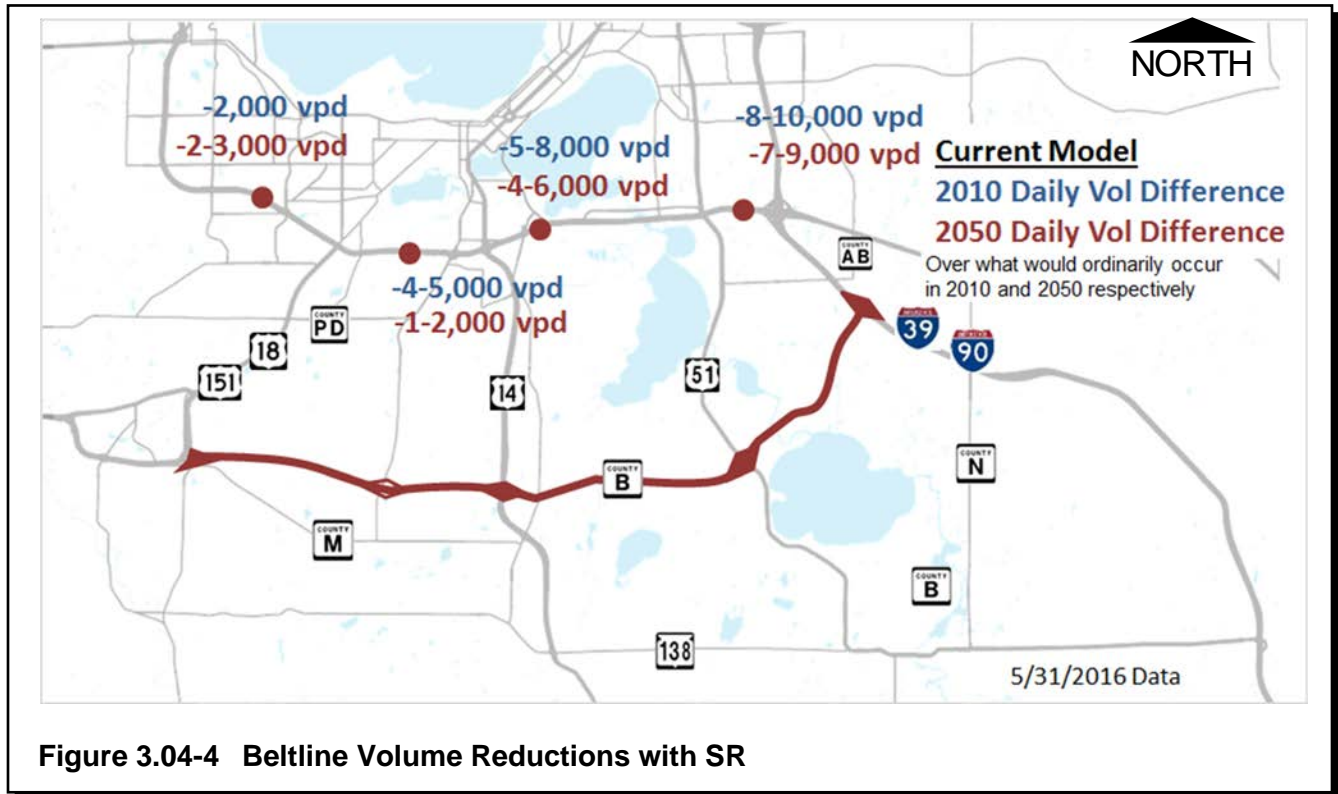 NORTH
-2,000 vpd
-2-3,000 vpd
-5-8,000 vpd
-4-6,000 vpd
-8-10,000 vpd
-7-9,000 vpd
Current Model
2010 Daily Vol Difference
2050 Daily Vol Difference
Over what would ordinarily occur
in 2010 and 2050 respectively
-4-5,000 vpd
-1-2,000 vpd
COUNTY
AB
COUNTY
PD
18
151
14
51
39
90
COUNTY
B
COUNTY
N
COUNTY
M
COUNTY
B
138
5/31/2016 Data
Figure 3.04-4 Beltline Volume Reductions with SR